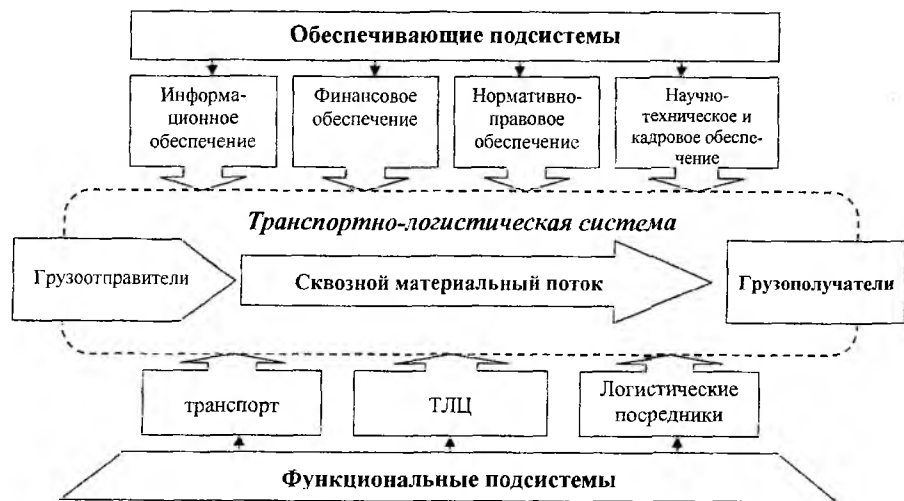 Обеспечивающие подсистемы
Информа-
ционное
обеспечение
Финансовое
обеспечение
Нормативно-
правовое
обеспечение
Научно-
техническое и
кадровое обеспе-
чение
Транспортно-логистическая система
Грузоотправители
Сквозной материальный поток
Грузополучатели
транспорт
ТЛЦ
Логистические
посредники
Функциональные подсистемы